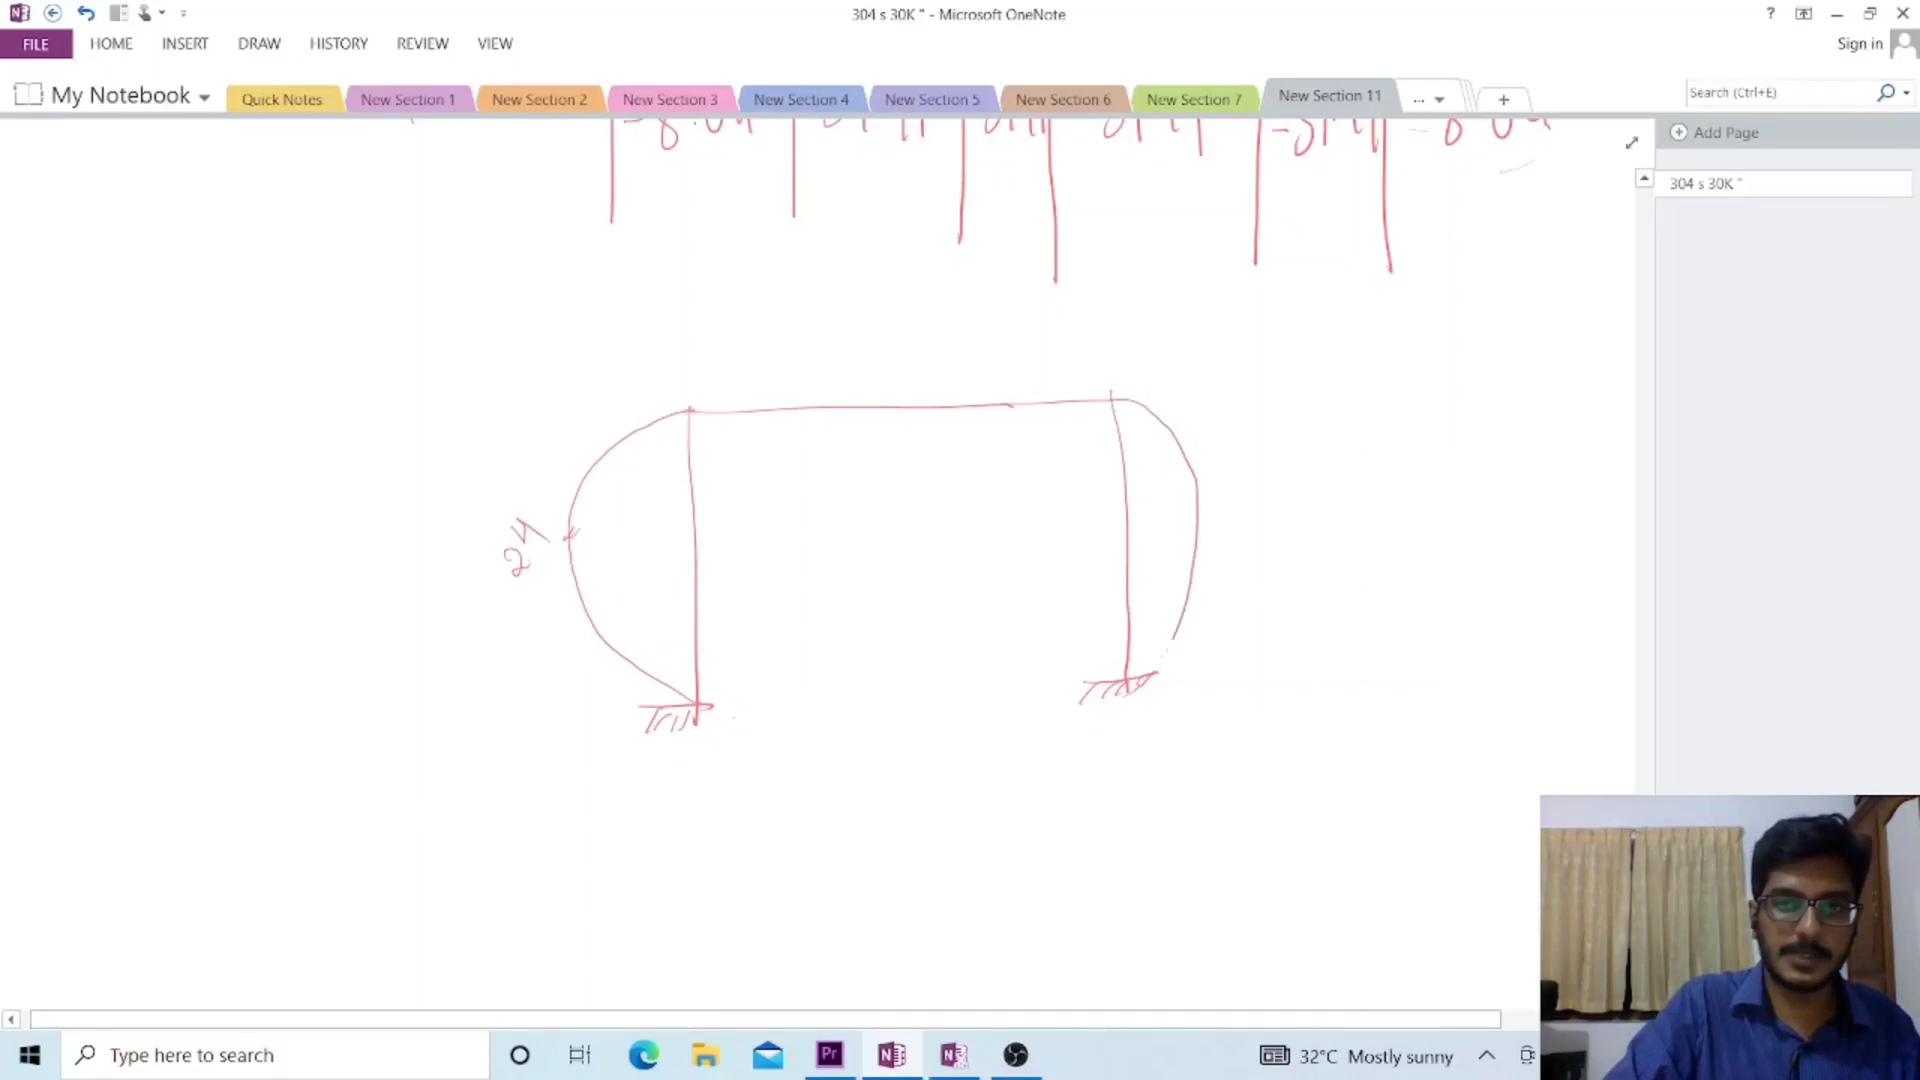 304 s 30K " - Microsoft OneNote
?
FILE HOME INSERT DRAW HISTORY REVIEW VIEW
Sign in
My Notebook Quick Notes New Section 1 New Section 2 New Section 3 New Section 4 New Section 5 New Section 6 New Section 7 New Section 11 ... +
Search (Ctrl+E)
Add Page
304 s 30K "
24
Type here to search
Pr
32°C Mostly sunny